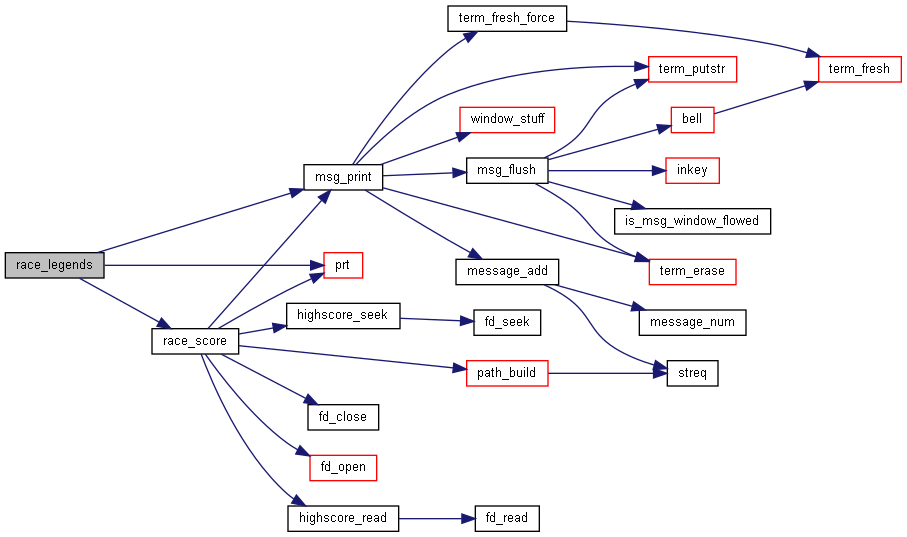 term_fresh_force
term_putstr
term_fresh
window_stuff
bell
msg_print
msg_flush
inkey
is_msg_window_flowed
race_legends
prt
message_add
term_erase
highscore_seek
fd_seek
message_num
race_score
path_build
streq
fd_close
fd_open
highscore_read
fd_read